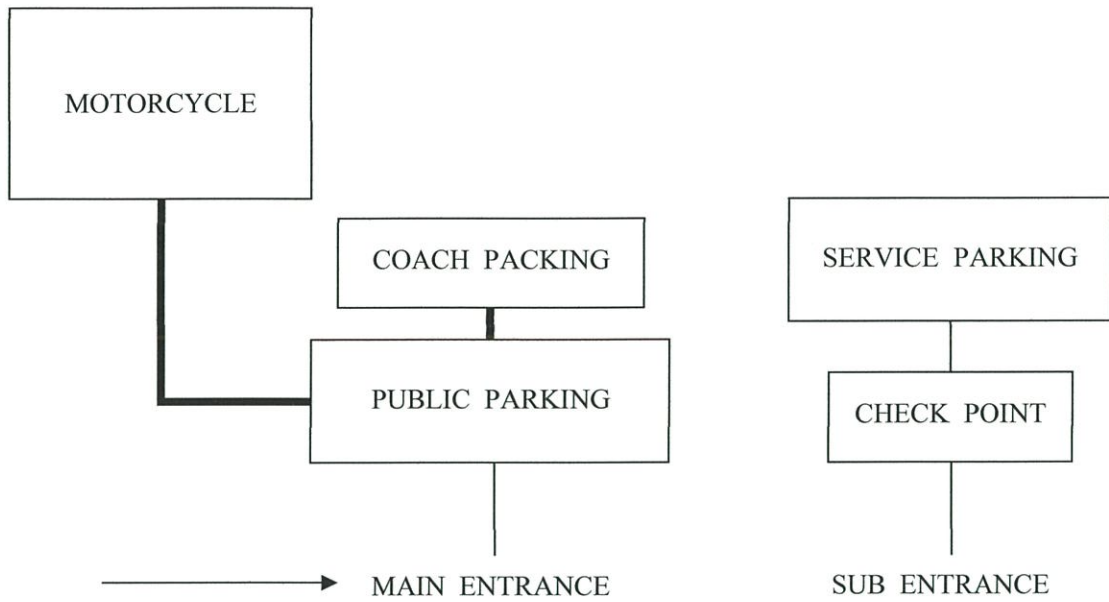 MOTORCYCLE
COACH PACKING
SERVICE PARKING
PUBLIC PARKING
CHECK POINT
MAIN ENTRANCE
SUB ENTRANCE